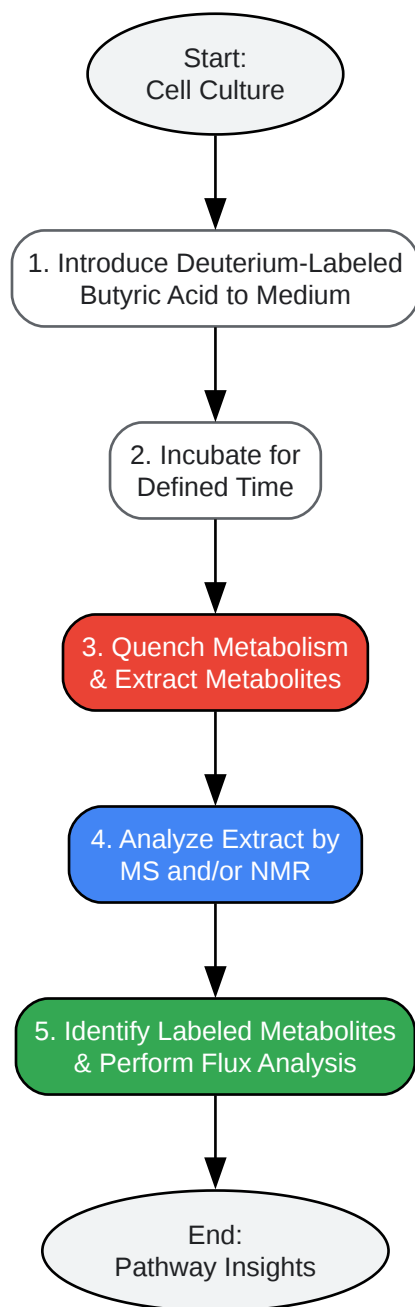 Start:
Cell Culture
1. Introduce Deuterium-Labeled
Butyric Acid to Medium
2. Incubate for
Defined Time
3. Quench Metabolism
& Extract Metabolites
4. Analyze Extract by
MS and/or NMR
5. Identify Labeled Metabolites
& Perform Flux Analysis
End:
Pathway Insights